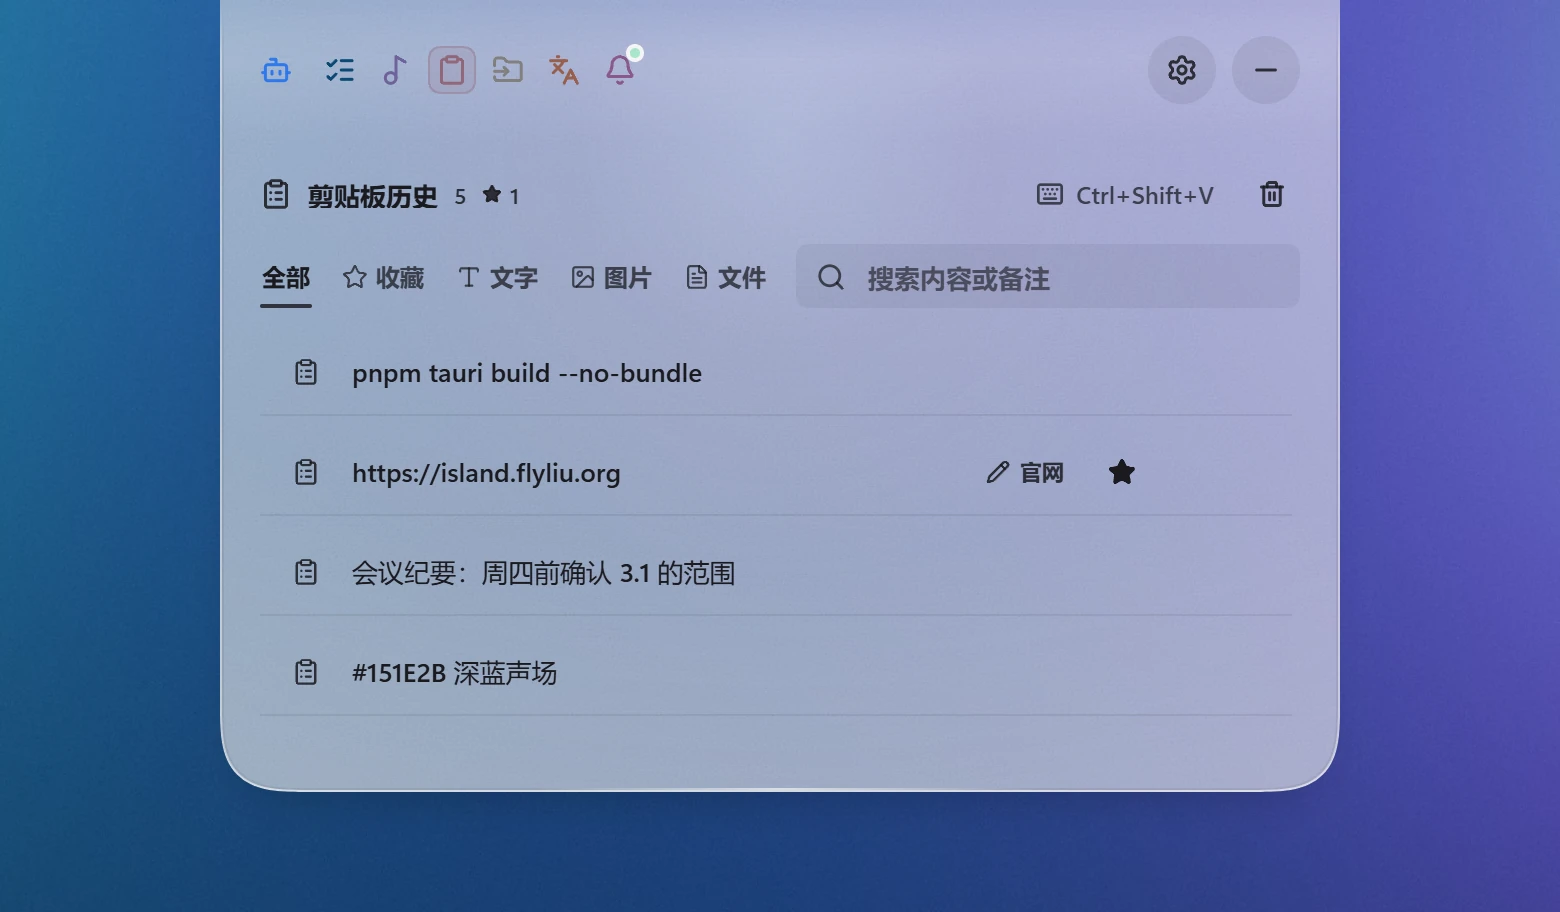 剪贴板历史 5 1 Ctrl+Shift+V
全部 收藏 文字 图片 文件 搜索内容或备注
pnpm tauri build --no-bundle
https://island.flyliu.org 官网
会议纪要：周四前确认 3.1 的范围
#151E2B 深蓝声场